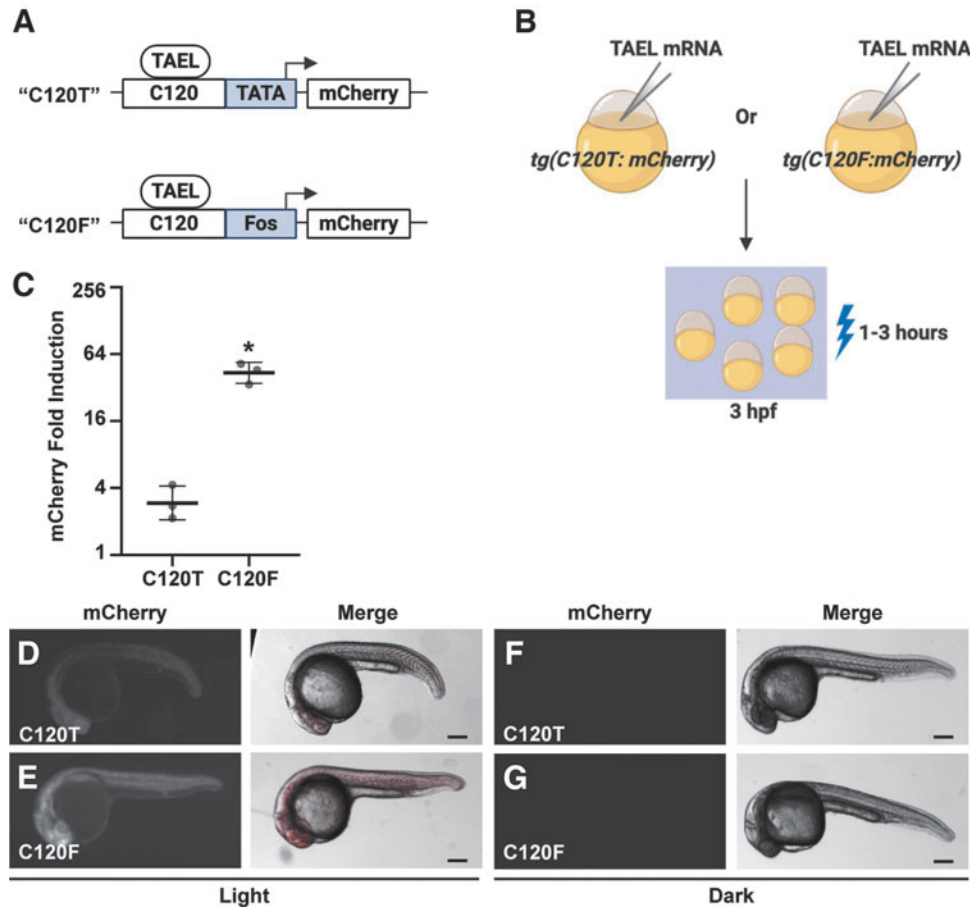 A
TAEL
“C120T”
C120 TATA mCherry
TAEL
“C120F”
C120 Fos mCherry
B
TAEL mRNA TAEL mRNA
Or
tg(C120T: mCherry) tg(C120F:mCherry)
1-3 hours
3 hpf
C
mCherry Fold Induction
256
64
16
4
1
*
C120T C120F
mCherry Merge mCherry Merge
D
C120T
F
C120T
E
C120F
G
C120F
Light Dark